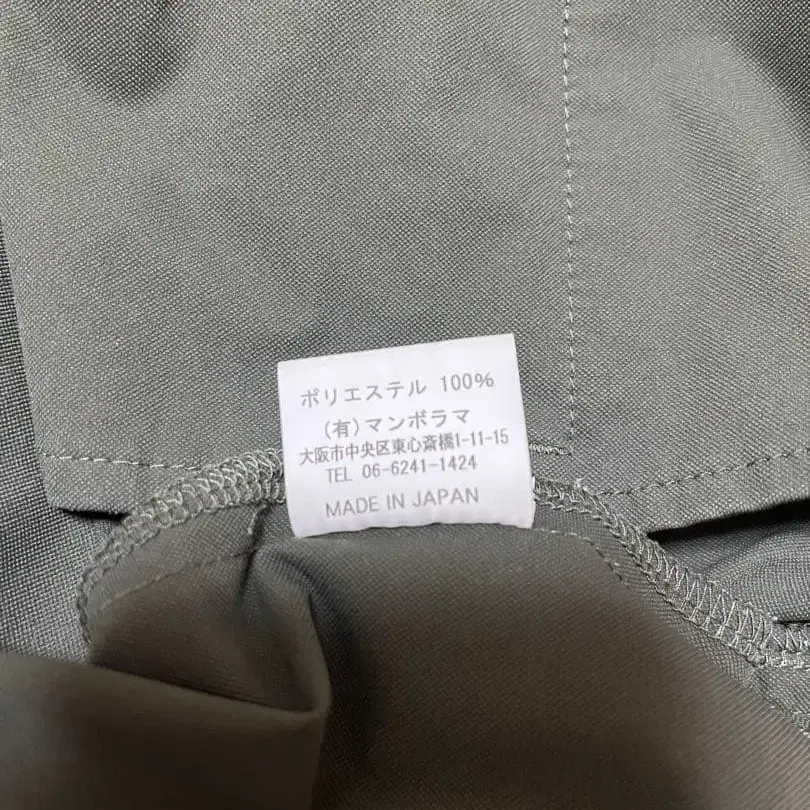 ポリエステル 100%
(有)マンボラマ
大阪市中央区東心斎橋1-11-15
TEL 06-6241-1424
MADE IN JAPAN